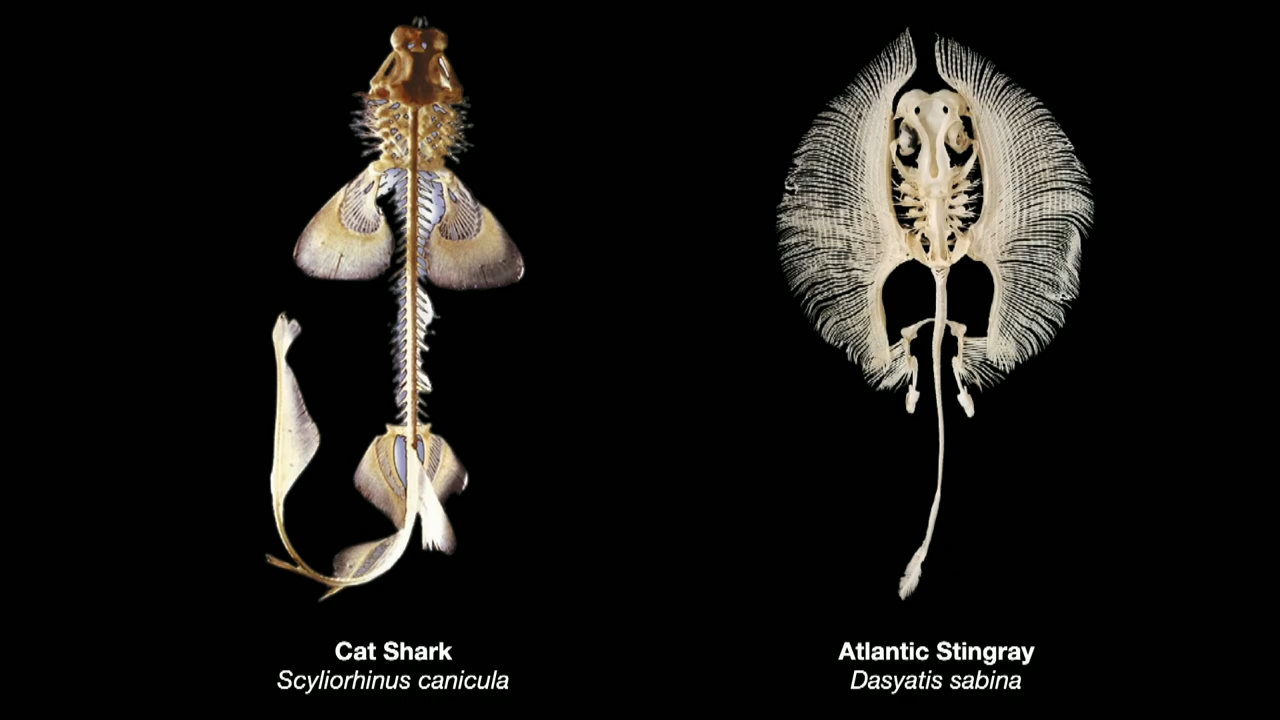 Cat Shark
Scyliorhinus canicula
Atlantic Stingray
Dasyatis sabina